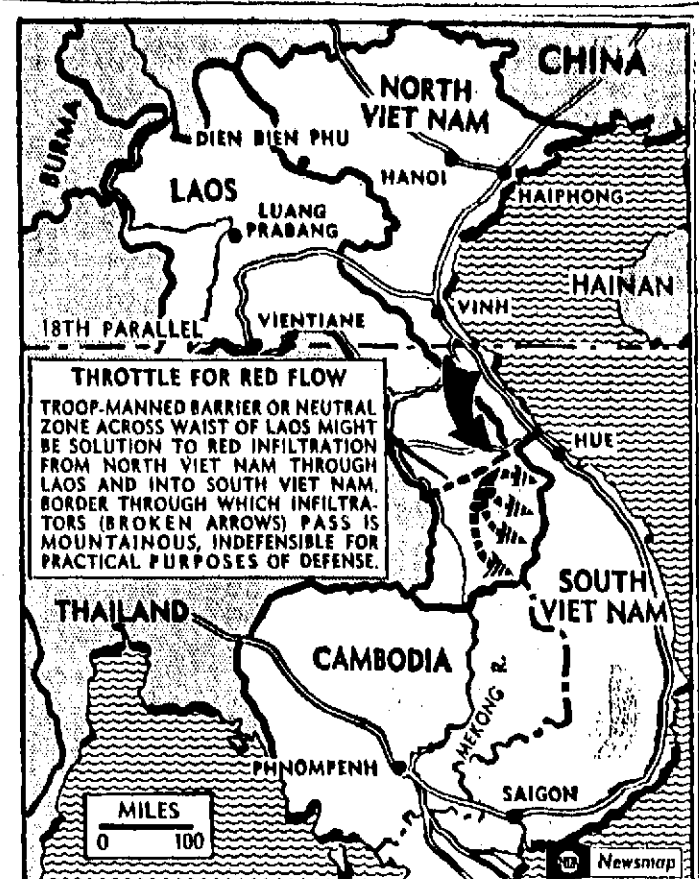 CHINA
NORTH
VIET NAM
BURMA
DIEN BIEN PHU
HANOI
LAOS
HAIPHONG
LUANG
PRABANG
HAINAN
VINH
18TH PARALLEL
VIENTIANE
THROTTLE FOR RED FLOW
TROOP-MANNED BARRIER OR NEUTRAL
ZONE ACROSS WAIST OF LAOS MIGHT
BE SOLUTION TO RED INFILTRATION
FROM NORTH VIET NAM THROUGH
LAOS AND INTO SOUTH VIET NAM.
BORDER THROUGH WHICH INFILTRA-
TORS (BROKEN ARROWS) PASS IS
MOUNTAINOUS, INDEFENSIBLE FOR
PRACTICAL PURPOSES OF DEFENSE.
HUE
SOUTH
VIET NAM
THAILAND
CAMBODIA
MEKONG R.
PHNOMPENH
SAIGON
MILES
0 100
Newsmap